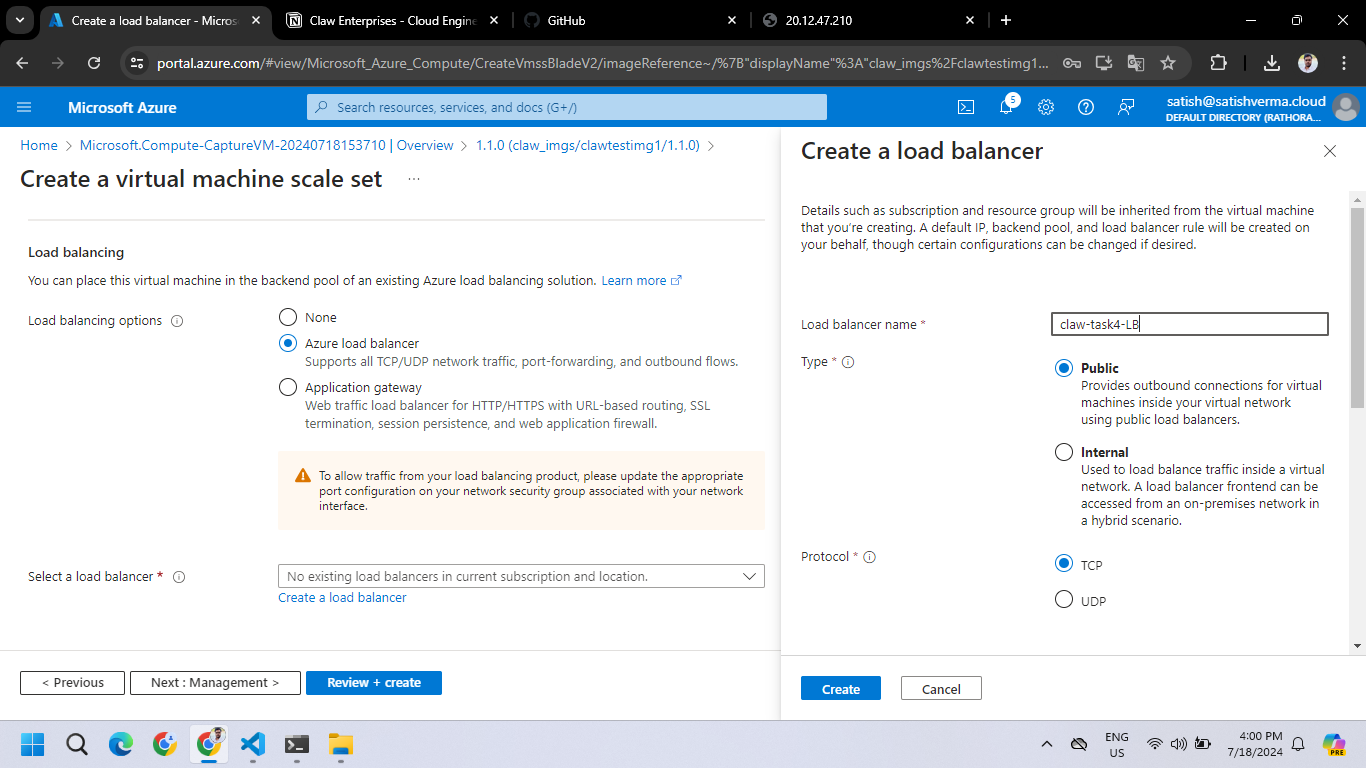 Create a load balancer - Micros
Claw Enterprises - Cloud Engine
GitHub
20.12.47.210
portal.azure.com/#view/Microsoft_Azure_Compute/CreateVmssBladeV2/imageReference~/%7B"displayName"%3A"claw_imgs%2Fclawtestimg1...
Microsoft Azure
Search resources, services, and docs (G+/)
5
satish@satishverma.cloud
DEFAULT DIRECTORY (RATHORA...
Home > Microsoft.Compute-CaptureVM-20240718153710 | Overview > 1.1.0 (claw_imgs/clawtestimg1/1.1.0) >
Create a virtual machine scale set ...
Load balancing
You can place this virtual machine in the backend pool of an existing Azure load balancing solution. Learn more
Load balancing options
None
Azure load balancer
Supports all TCP/UDP network traffic, port-forwarding, and outbound flows.
Application gateway
Web traffic load balancer for HTTP/HTTPS with URL-based routing, SSL
termination, session persistence, and web application firewall.
To allow traffic from your load balancing product, please update the appropriate
port configuration on your network security group associated with your network
interface.
Select a load balancer *
No existing load balancers in current subscription and location.
Create a load balancer
< Previous
Next : Management >
Review + create
Create a load balancer
Details such as subscription and resource group will be inherited from the virtual machine
that you're creating. A default IP, backend pool, and load balancer rule will be created on
your behalf, though certain configurations can be changed if desired.
Load balancer name *
claw-task4-LB
Type *
Public
Provides outbound connections for virtual
machines inside your virtual network
using public load balancers.
Internal
Used to load balance traffic inside a virtual
network. A load balancer frontend can be
accessed from an on-premises network in
a hybrid scenario.
Protocol *
TCP
UDP
Create
Cancel
ENG
US
4:00 PM
7/18/2024
PRE